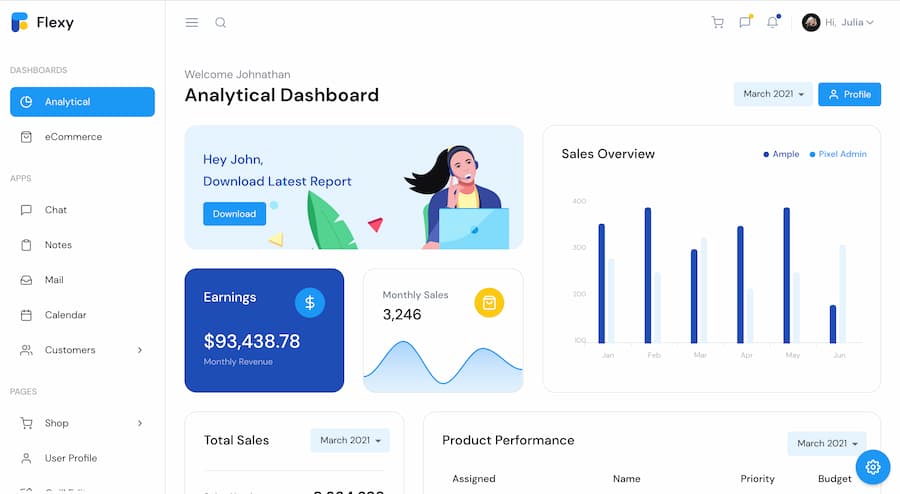 Flexy
Hi, Julia
DASHBOARDS
Analytical
eCommerce
APPS
Chat
Notes
Mail
Calendar
Customers
PAGES
Shop
User Profile
Welcome Johnathan
Analytical Dashboard
March 2021
Profile
Hey John,
Download Latest Report
Download
Earnings
$93,438.78
Monthly Revenue
Monthly Sales
3,246
Sales Overview
Ample
Pixel Admin
400
300
200
100
Jan Feb Mar Apr May Jun
Total Sales
March 2021
Product Performance
March 2021
Assigned Name Priority Budget